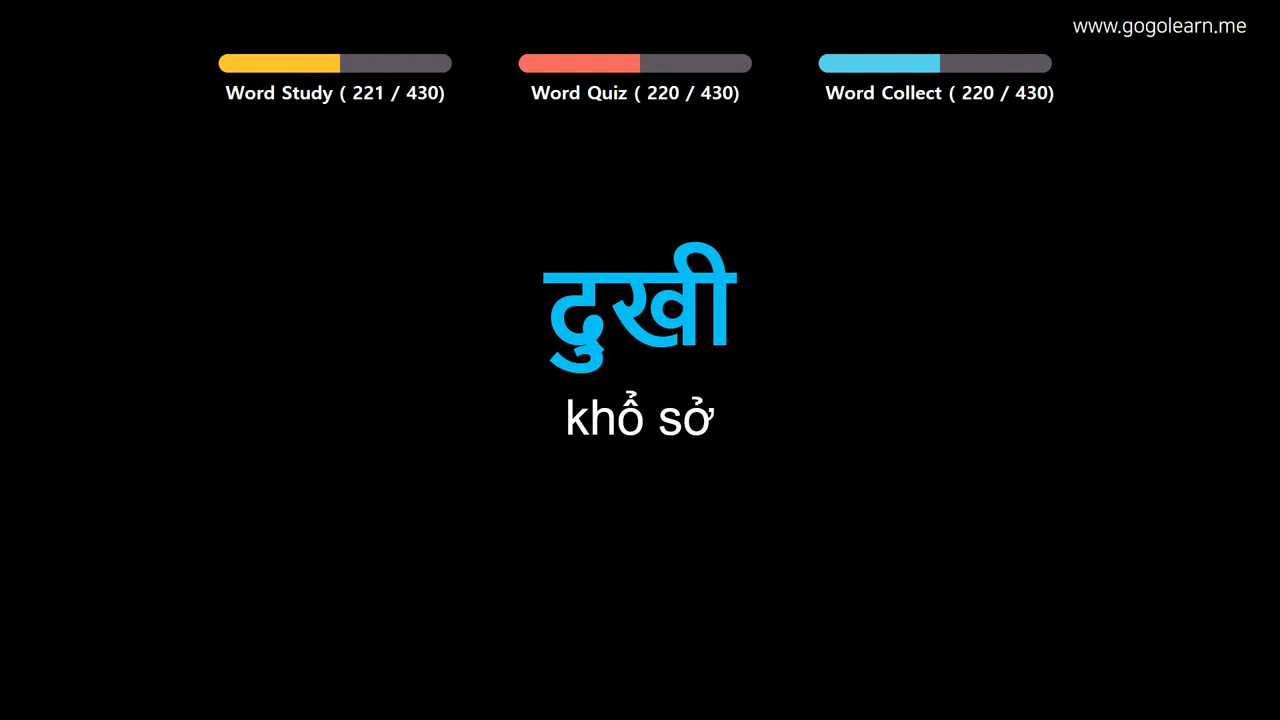 www.gogolearn.me
Word Study ( 221 / 430)
Word Quiz ( 220 / 430)
Word Collect ( 220 / 430)
दुखी
khổ sở